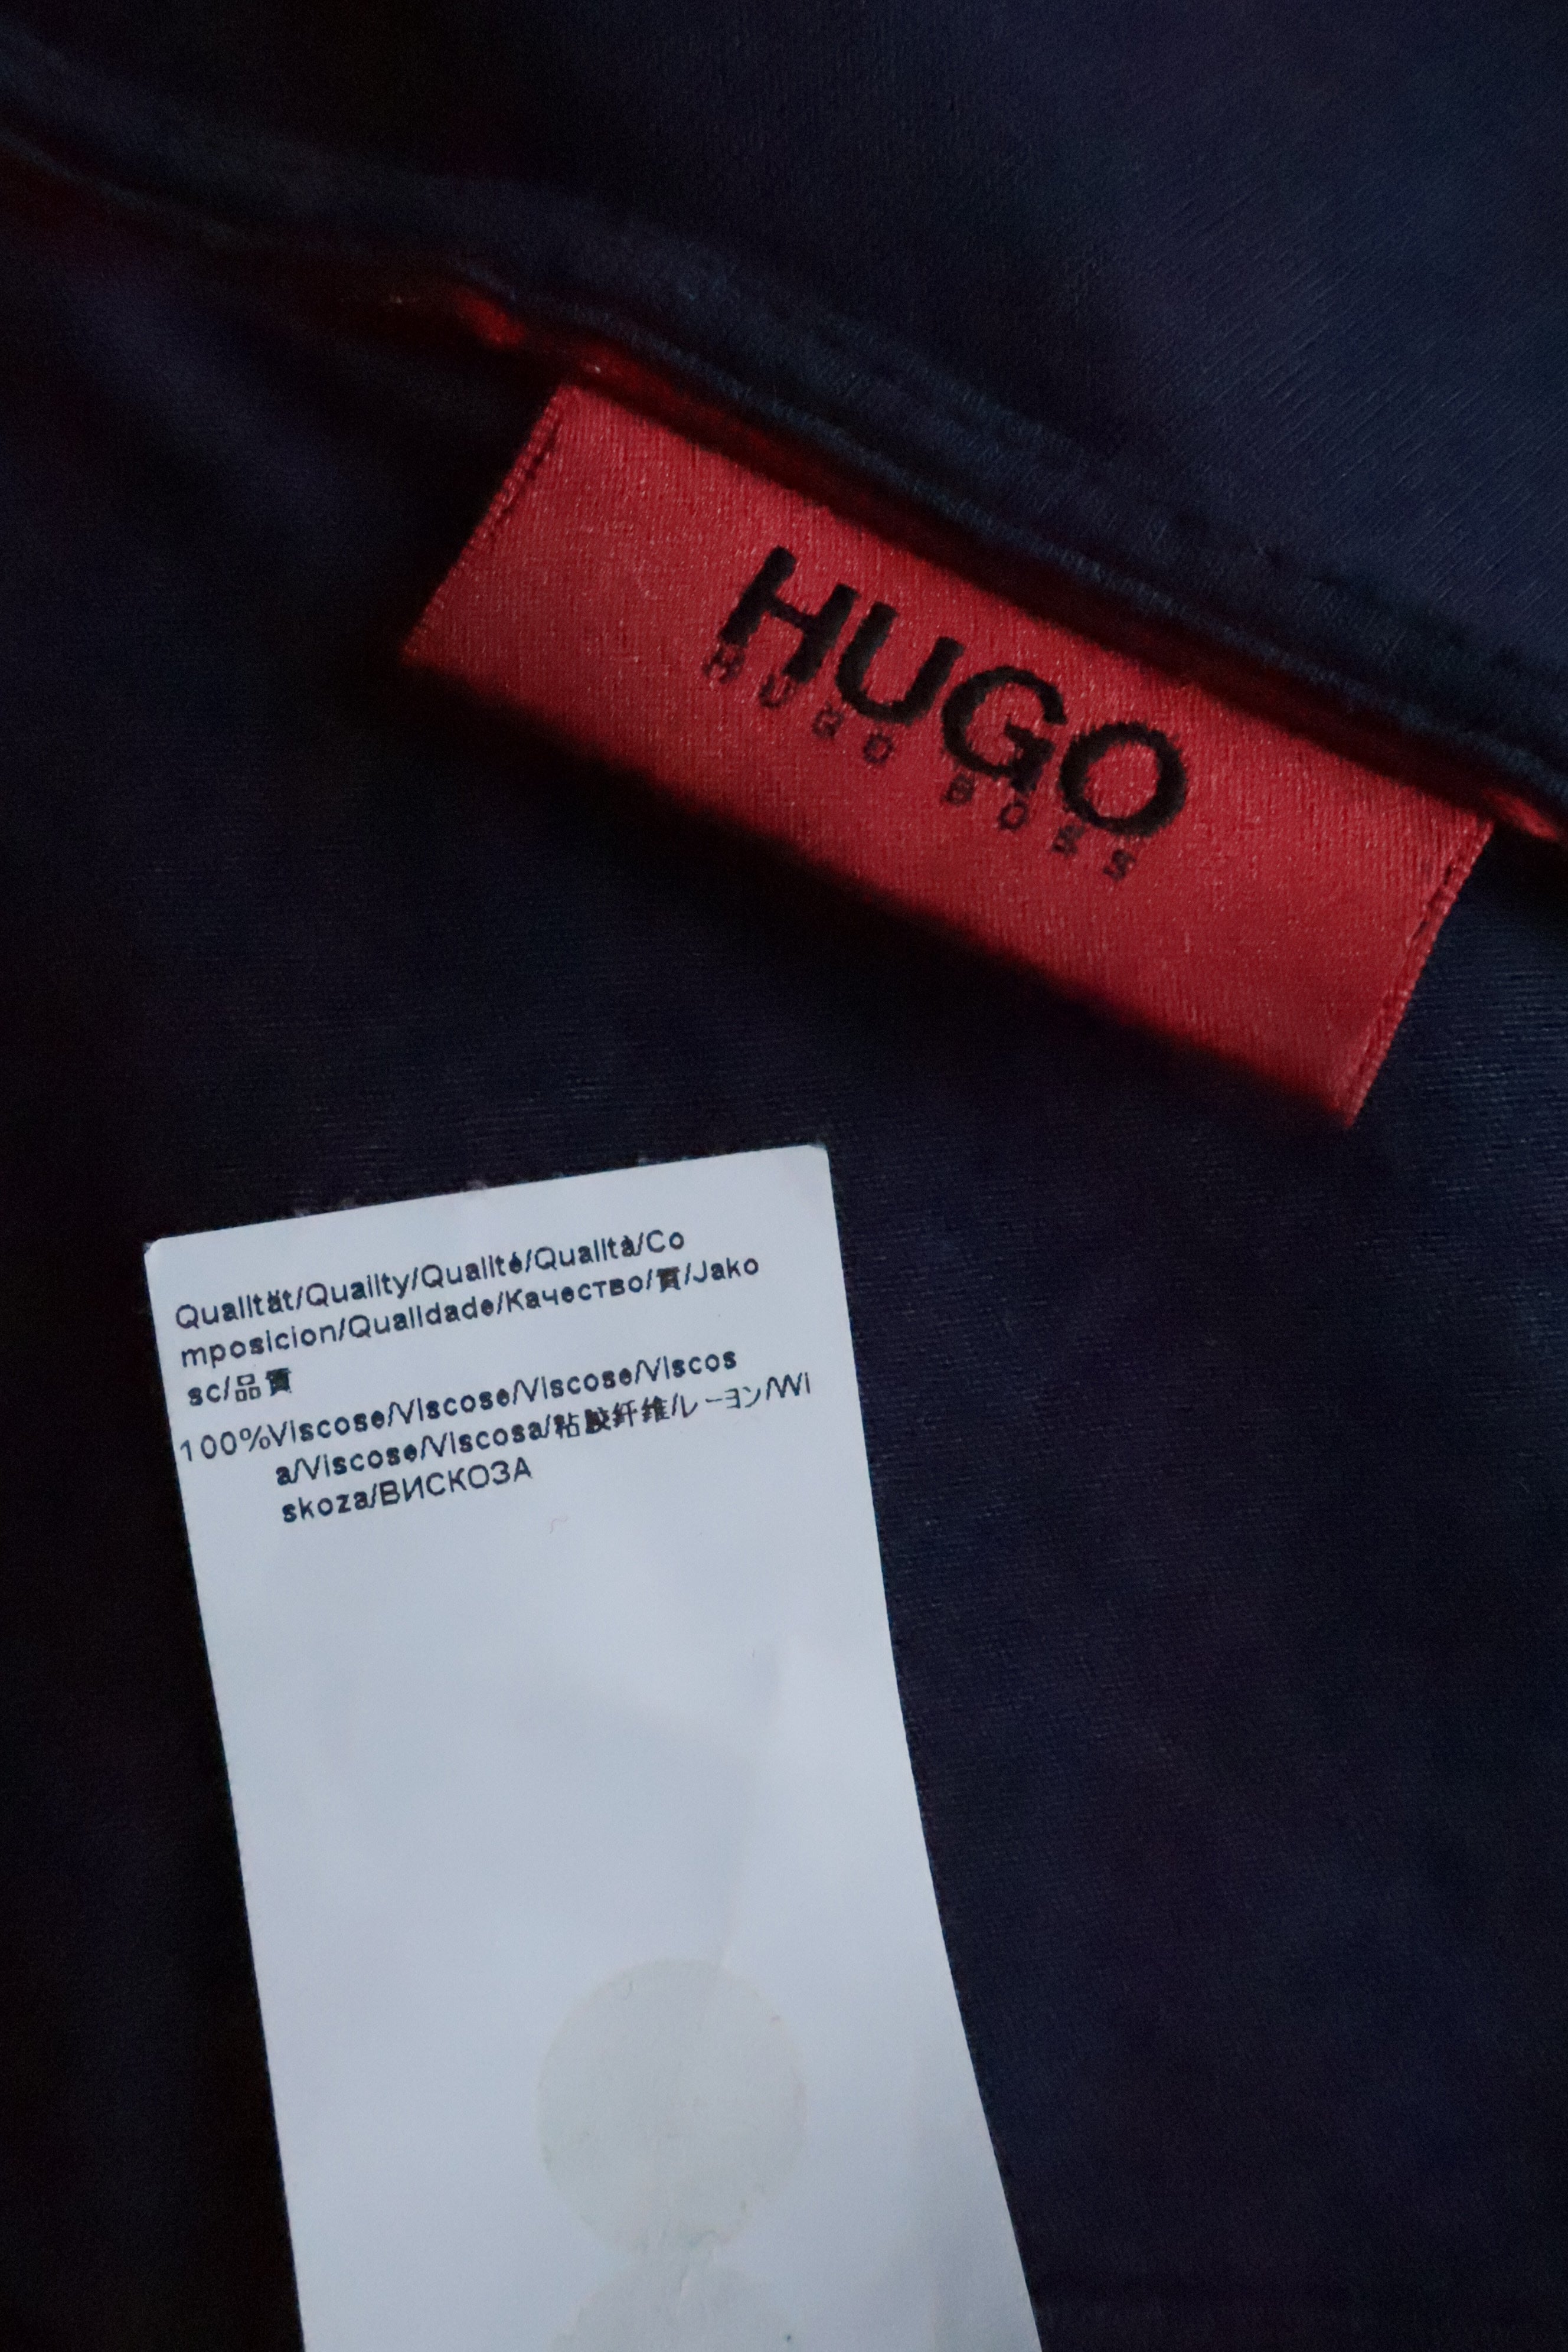 HUGO
HUGO BOSS
Qualität/Quality/Qualité/Qualità/Co
mposicion/Qualidade/Качество/質/Jako
sc/品質
100%Viscose/Viscose/Viscose/Viscos
a/Viscose/Viscosa/粘胶纤维/レーヨン/Wi
skoza/ВИСКОЗА